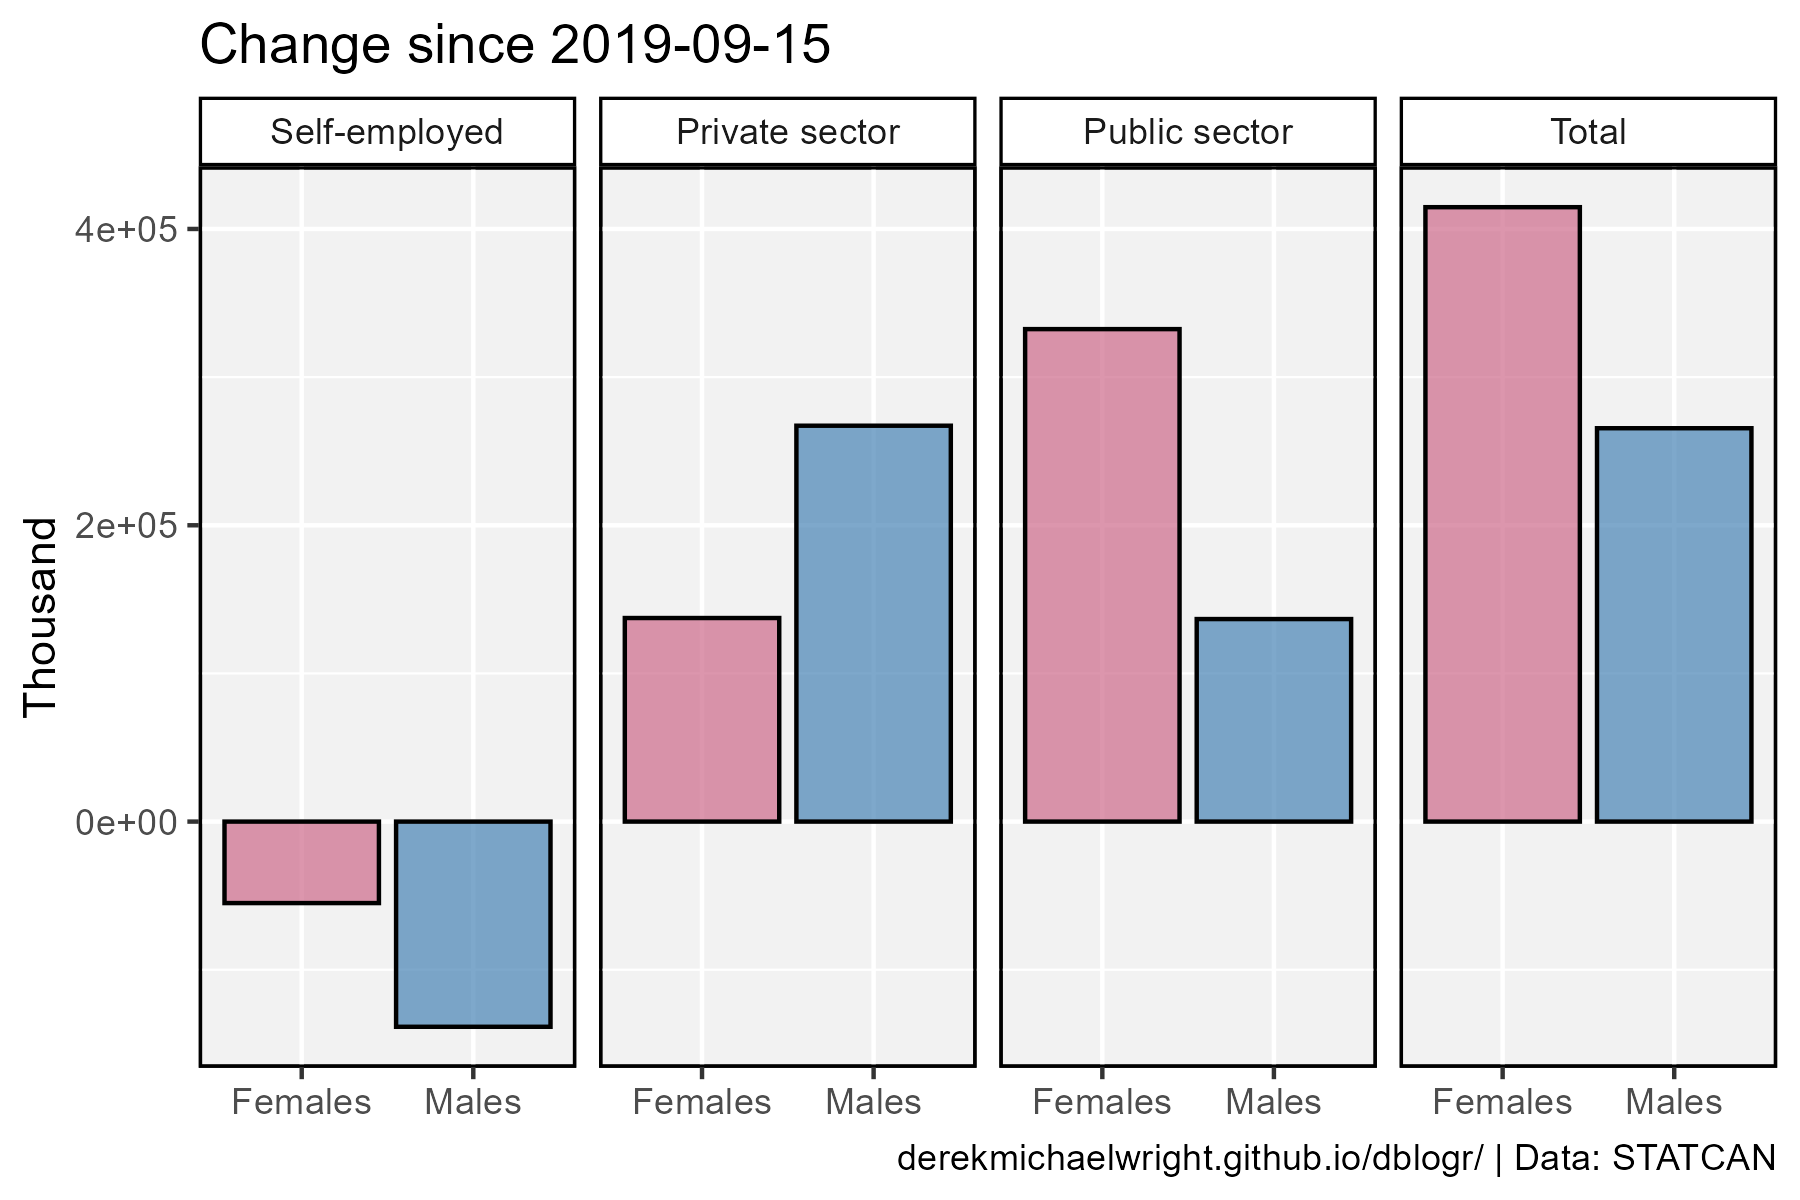 Change since 2019-09-15
Self-employed
Private sector
Public sector
Total
Thousand
4e+05
2e+05
0e+00
Females
Males
Females
Males
Females
Males
Females
Males
derekmichaelwright.github.io/dblogr/ | Data: STATCAN